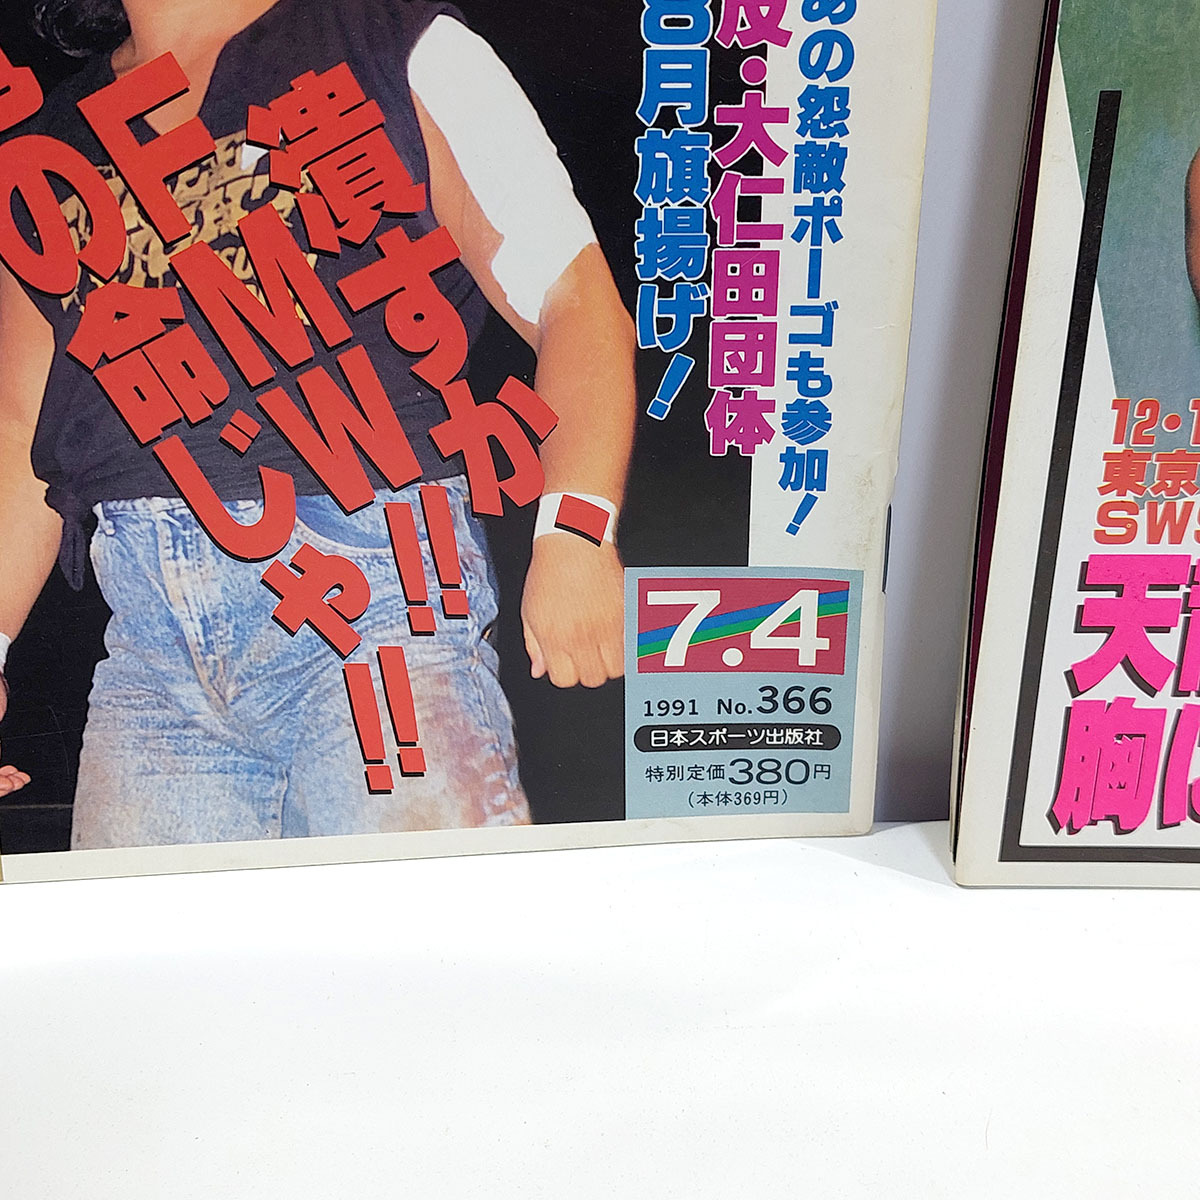 あの怨敵ポーゴも参加！
反・大仁田団体
8月旗揚げ！
潰すか、
FMW!!
の命じゃ!!
7.4
1991 No.366
日本スポーツ出版社
特別定価380円
（本体369円）
12・1
東京
SWS
天
胸に